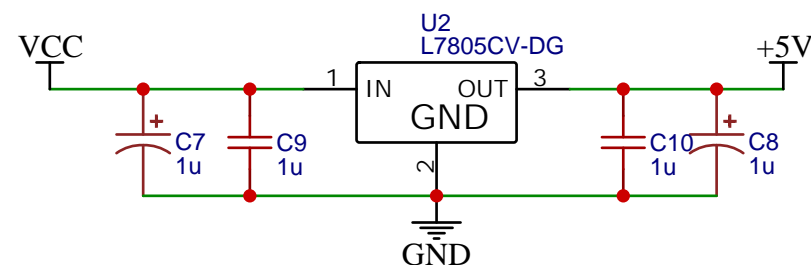 U2
L7805CV-DG
VCC
+5V
1
IN
OUT
3
GND
+
C7
1u
C9
1u
2
C10
1u
+
C8
1u
GND